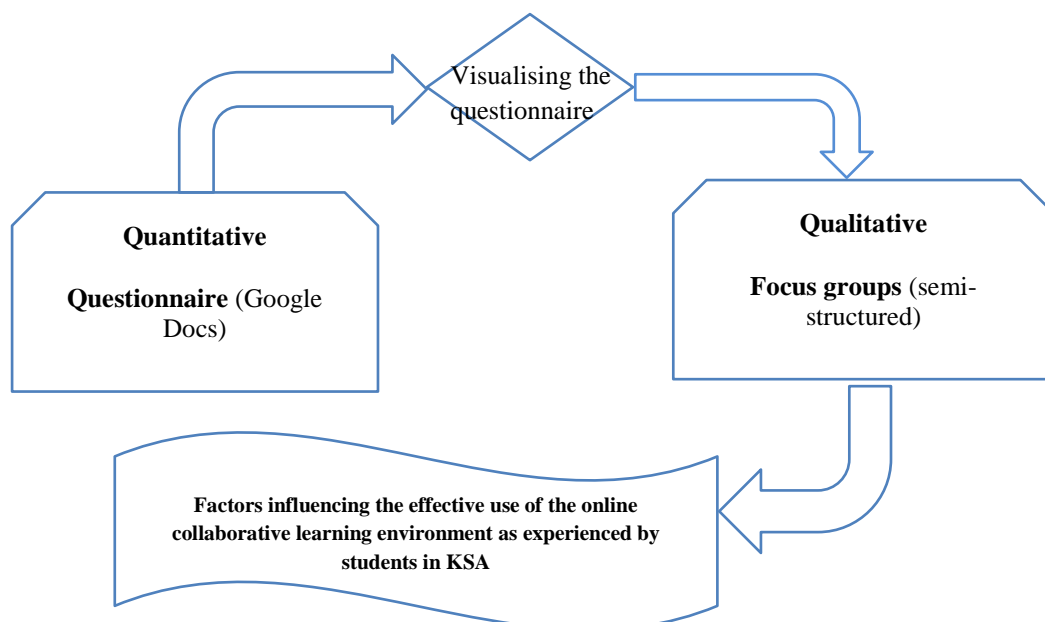 Visualising the
questionnaire
Quantitative
Questionnaire (Google
Docs)
Qualitative
Focus groups (semi-
structured)
Factors influencing the effective use of the online
collaborative learning environment as experienced by
students in KSA